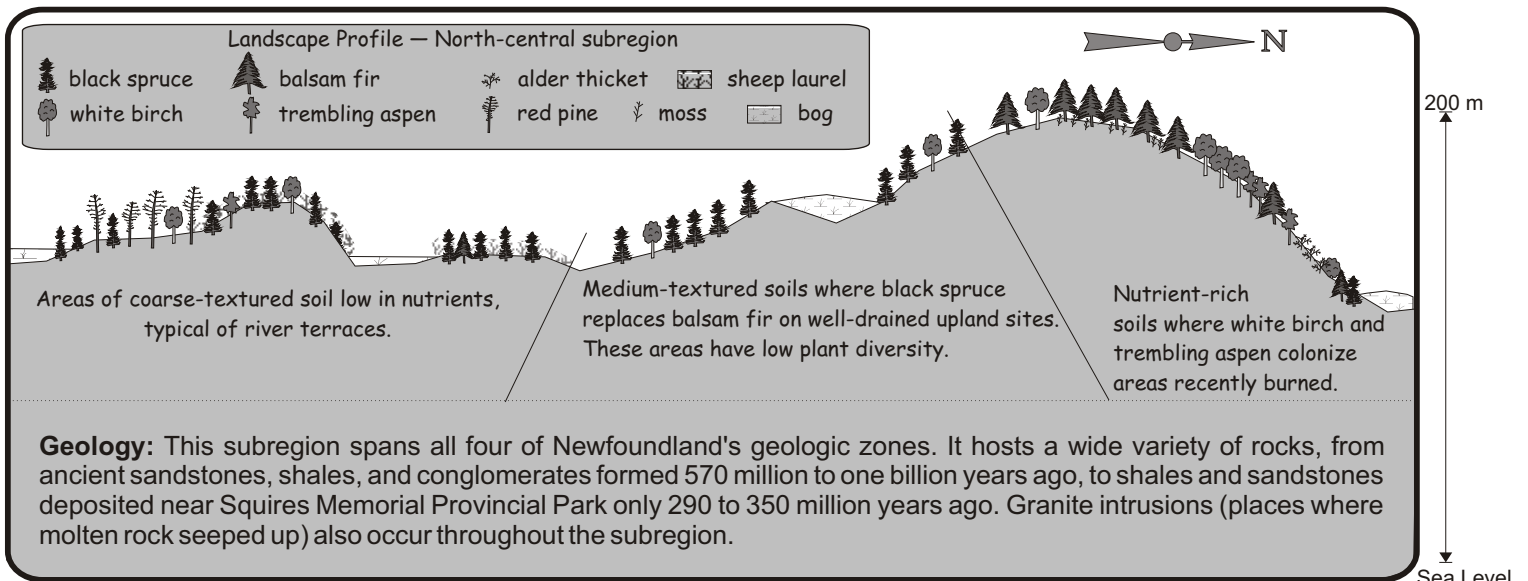 Landscape Profile — North-central subregion
black spruce balsam fir alder thicket sheep laurel
white birch trembling aspen red pine moss bog
N
200 m
Areas of coarse-textured soil low in nutrients,
typical of river terraces.
Medium-textured soils where black spruce
replaces balsam fir on well-drained upland sites.
These areas have low plant diversity.
Nutrient-rich
soils where white birch and
trembling aspen colonize
areas recently burned.
Geology: This subregion spans all four of Newfoundland's geologic zones. It hosts a wide variety of rocks, from
ancient sandstones, shales, and conglomerates formed 570 million to one billion years ago, to shales and sandstones
deposited near Squires Memorial Provincial Park only 290 to 350 million years ago. Granite intrusions (places where
molten rock seeped up) also occur throughout the subregion.
Sea Level